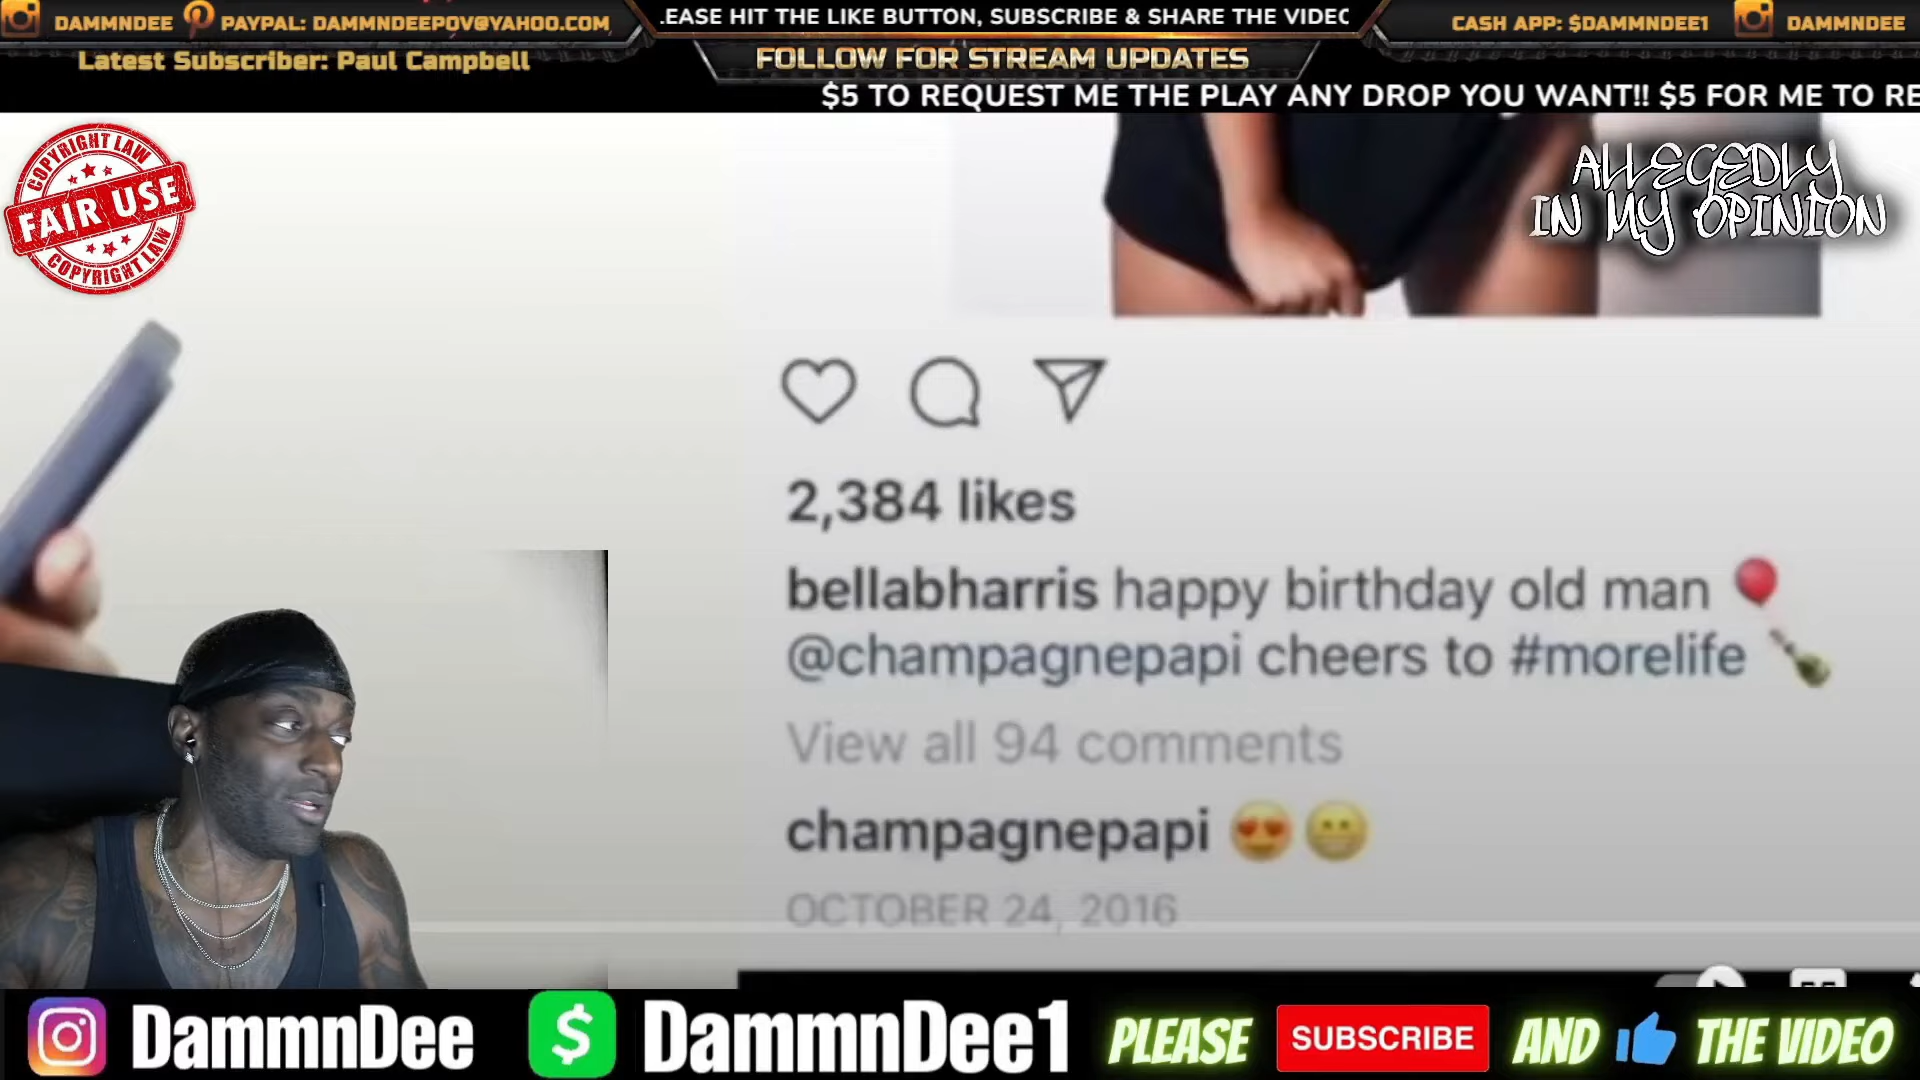 DAMMNDEE PAYPAL: DAMMNDEEPOV@YAHOO.COM
.EASE HIT THE LIKE BUTTON, SUBSCRIBE & SHARE THE VIDEO
CASH APP: $DAMMNDEE1 DAMMNDEE
Latest Subscriber: Paul Campbell
FOLLOW FOR STREAM UPDATES
$5 TO REQUEST ME THE PLAY ANY DROP YOU WANT!! $5 FOR ME TO RE
COPYRIGHT LAW
FAIR USE
COPYRIGHT LAW
ALLEGEDLY
IN MY OPINION
2,384 likes
bellabharris happy birthday old man 🎈
@champagnepapi cheers to #morelife 🍾
View all 94 comments
champagnepapi 😍😬
OCTOBER 24, 2016
DammnDee
$ DammnDee1
PLEASE SUBSCRIBE AND 👍 THE VIDEO